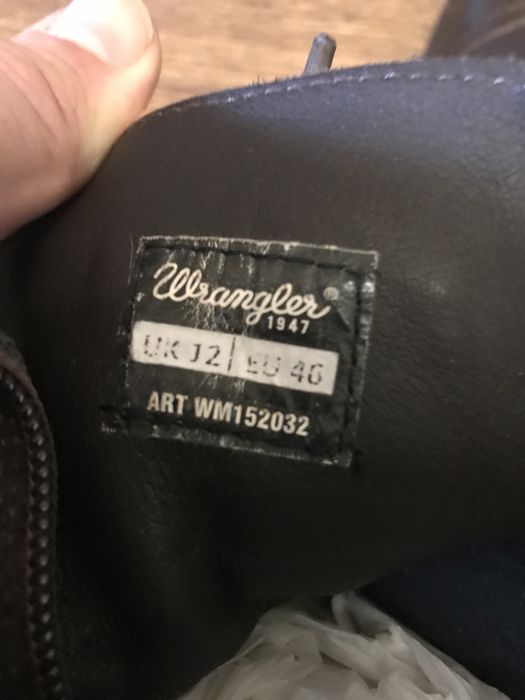 Wrangler®
1947
UK 12 | EU 46
ART WM152032